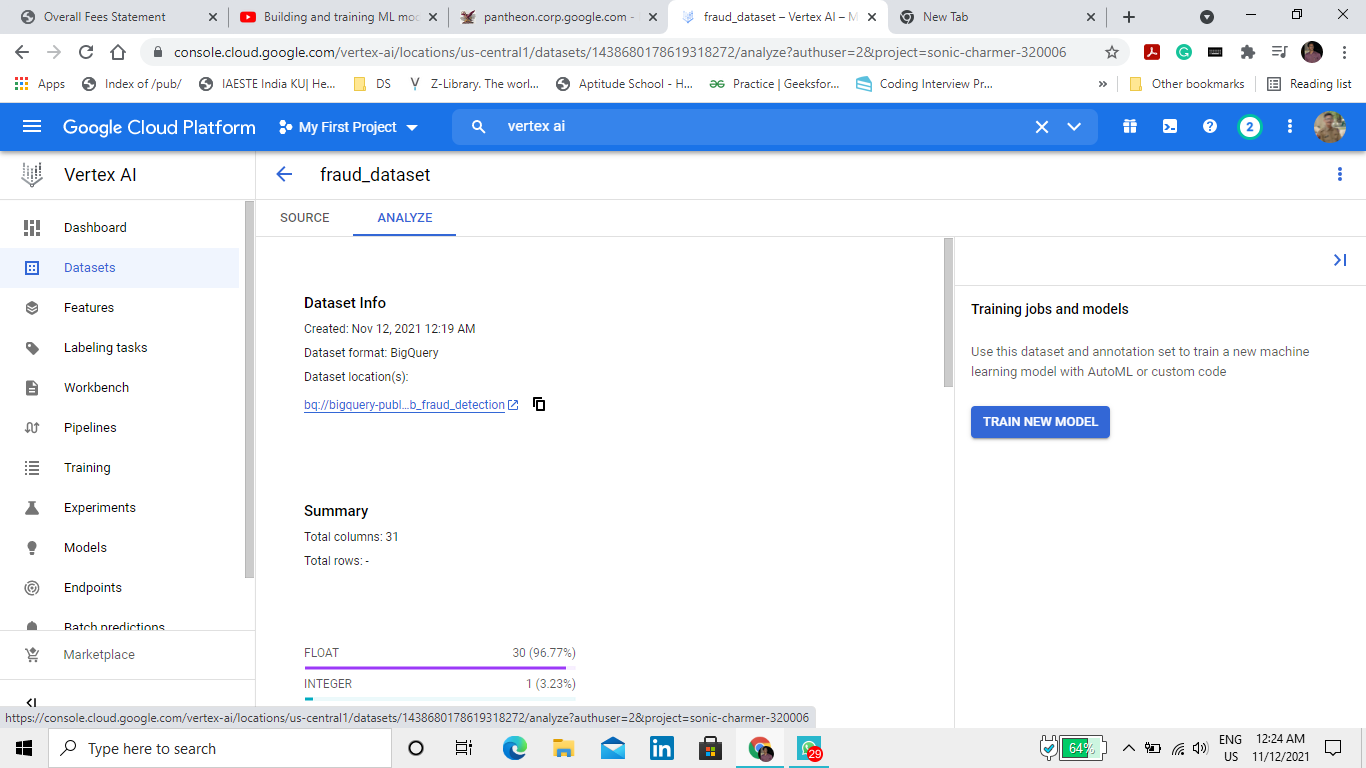 Overall Fees Statement
Building and training ML moc
pantheon.corp.google.com -
fraud_dataset – Vertex AI – M
New Tab
console.cloud.google.com/vertex-ai/locations/us-central1/datasets/1438680178619318272/analyze?authuser=2&project=sonic-charmer-320006
Apps
Index of /pub/
IAESTE India KUJ| He...
DS
Z-Library. The worl...
Aptitude School - H...
Practice | Geeksfor...
Coding Interview Pr...
»
Other bookmarks
Reading list
Google Cloud Platform
My First Project
vertex ai
2
Vertex AI
fraud_dataset
SOURCE
ANALYZE
Dashboard
Datasets
Features
Labeling tasks
Workbench
Pipelines
Training
Experiments
Models
Endpoints
Batch predictions
Marketplace
Dataset Info
Created: Nov 12, 2021 12:19 AM
Dataset format: BigQuery
Dataset location(s):
bq://bigquery-publ...b_fraud_detection
Summary
Total columns: 31
Total rows: -
FLOAT 30 (96.77%)
INTEGER 1 (3.23%)
Training jobs and models
Use this dataset and annotation set to train a new machine
learning model with AutoML or custom code
TRAIN NEW MODEL
https://console.cloud.google.com/vertex-ai/locations/us-central1/datasets/1438680178619318272/analyze?authuser=2&project=sonic-charmer-320006
Type here to search
29
64%
ENG
US
12:24 AM
11/12/2021